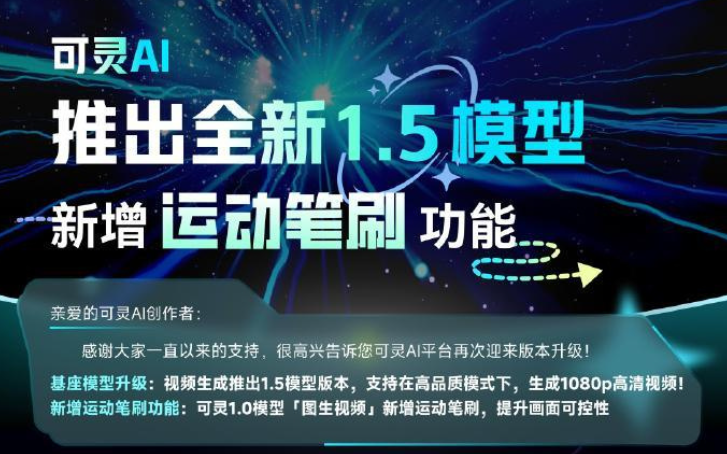 可灵AI
推出全新1.5模型
新增 运动笔刷 功能
亲爱的可灵AI创作者：
感谢大家一直以来的支持，很高兴告诉您可灵AI平台再次迎来版本升级！
基座模型升级：视频生成推出1.5模型版本，支持在高品质模式下，生成1080p高清视频！
新增运动笔刷功能：可灵1.0模型「图生视频」新增运动笔刷，提升画面可控性